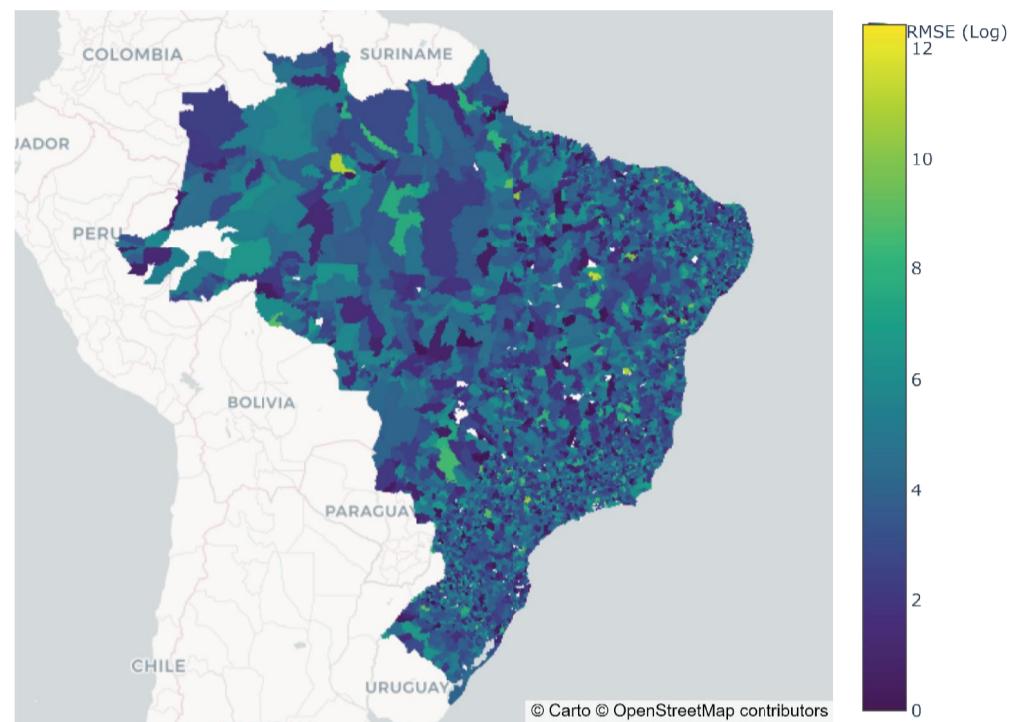 COLOMBIA
SURINAME
UADOR
PERU
BOLIVIA
PARAGUAY
CHILE
URUGUAY
© Carto © OpenStreetMap contributors
RMSE (Log)
12
10
8
6
4
2
0